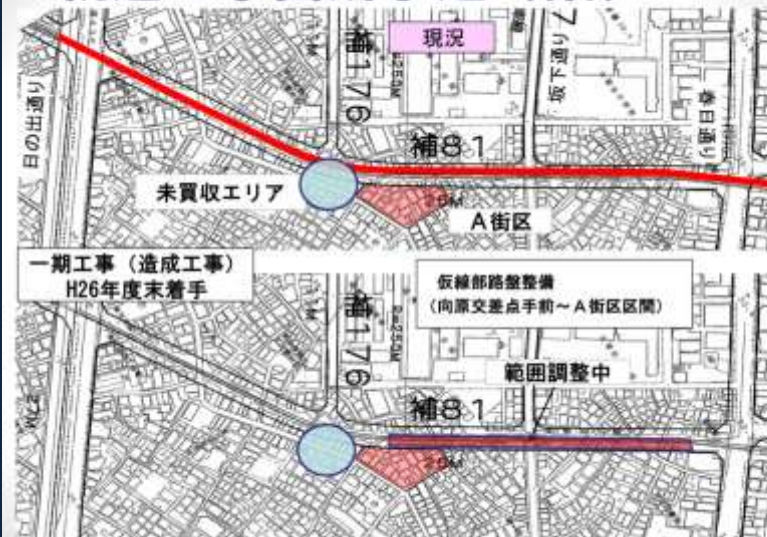 現況
補176
日の出通り
坂下通り
春日通り
補81
未買収エリア
A街区
一期工事（造成工事）
H26年度末着手
仮線部路盤整備
（向原交差点手前～A街区区間）
補176
範囲調整中
補81